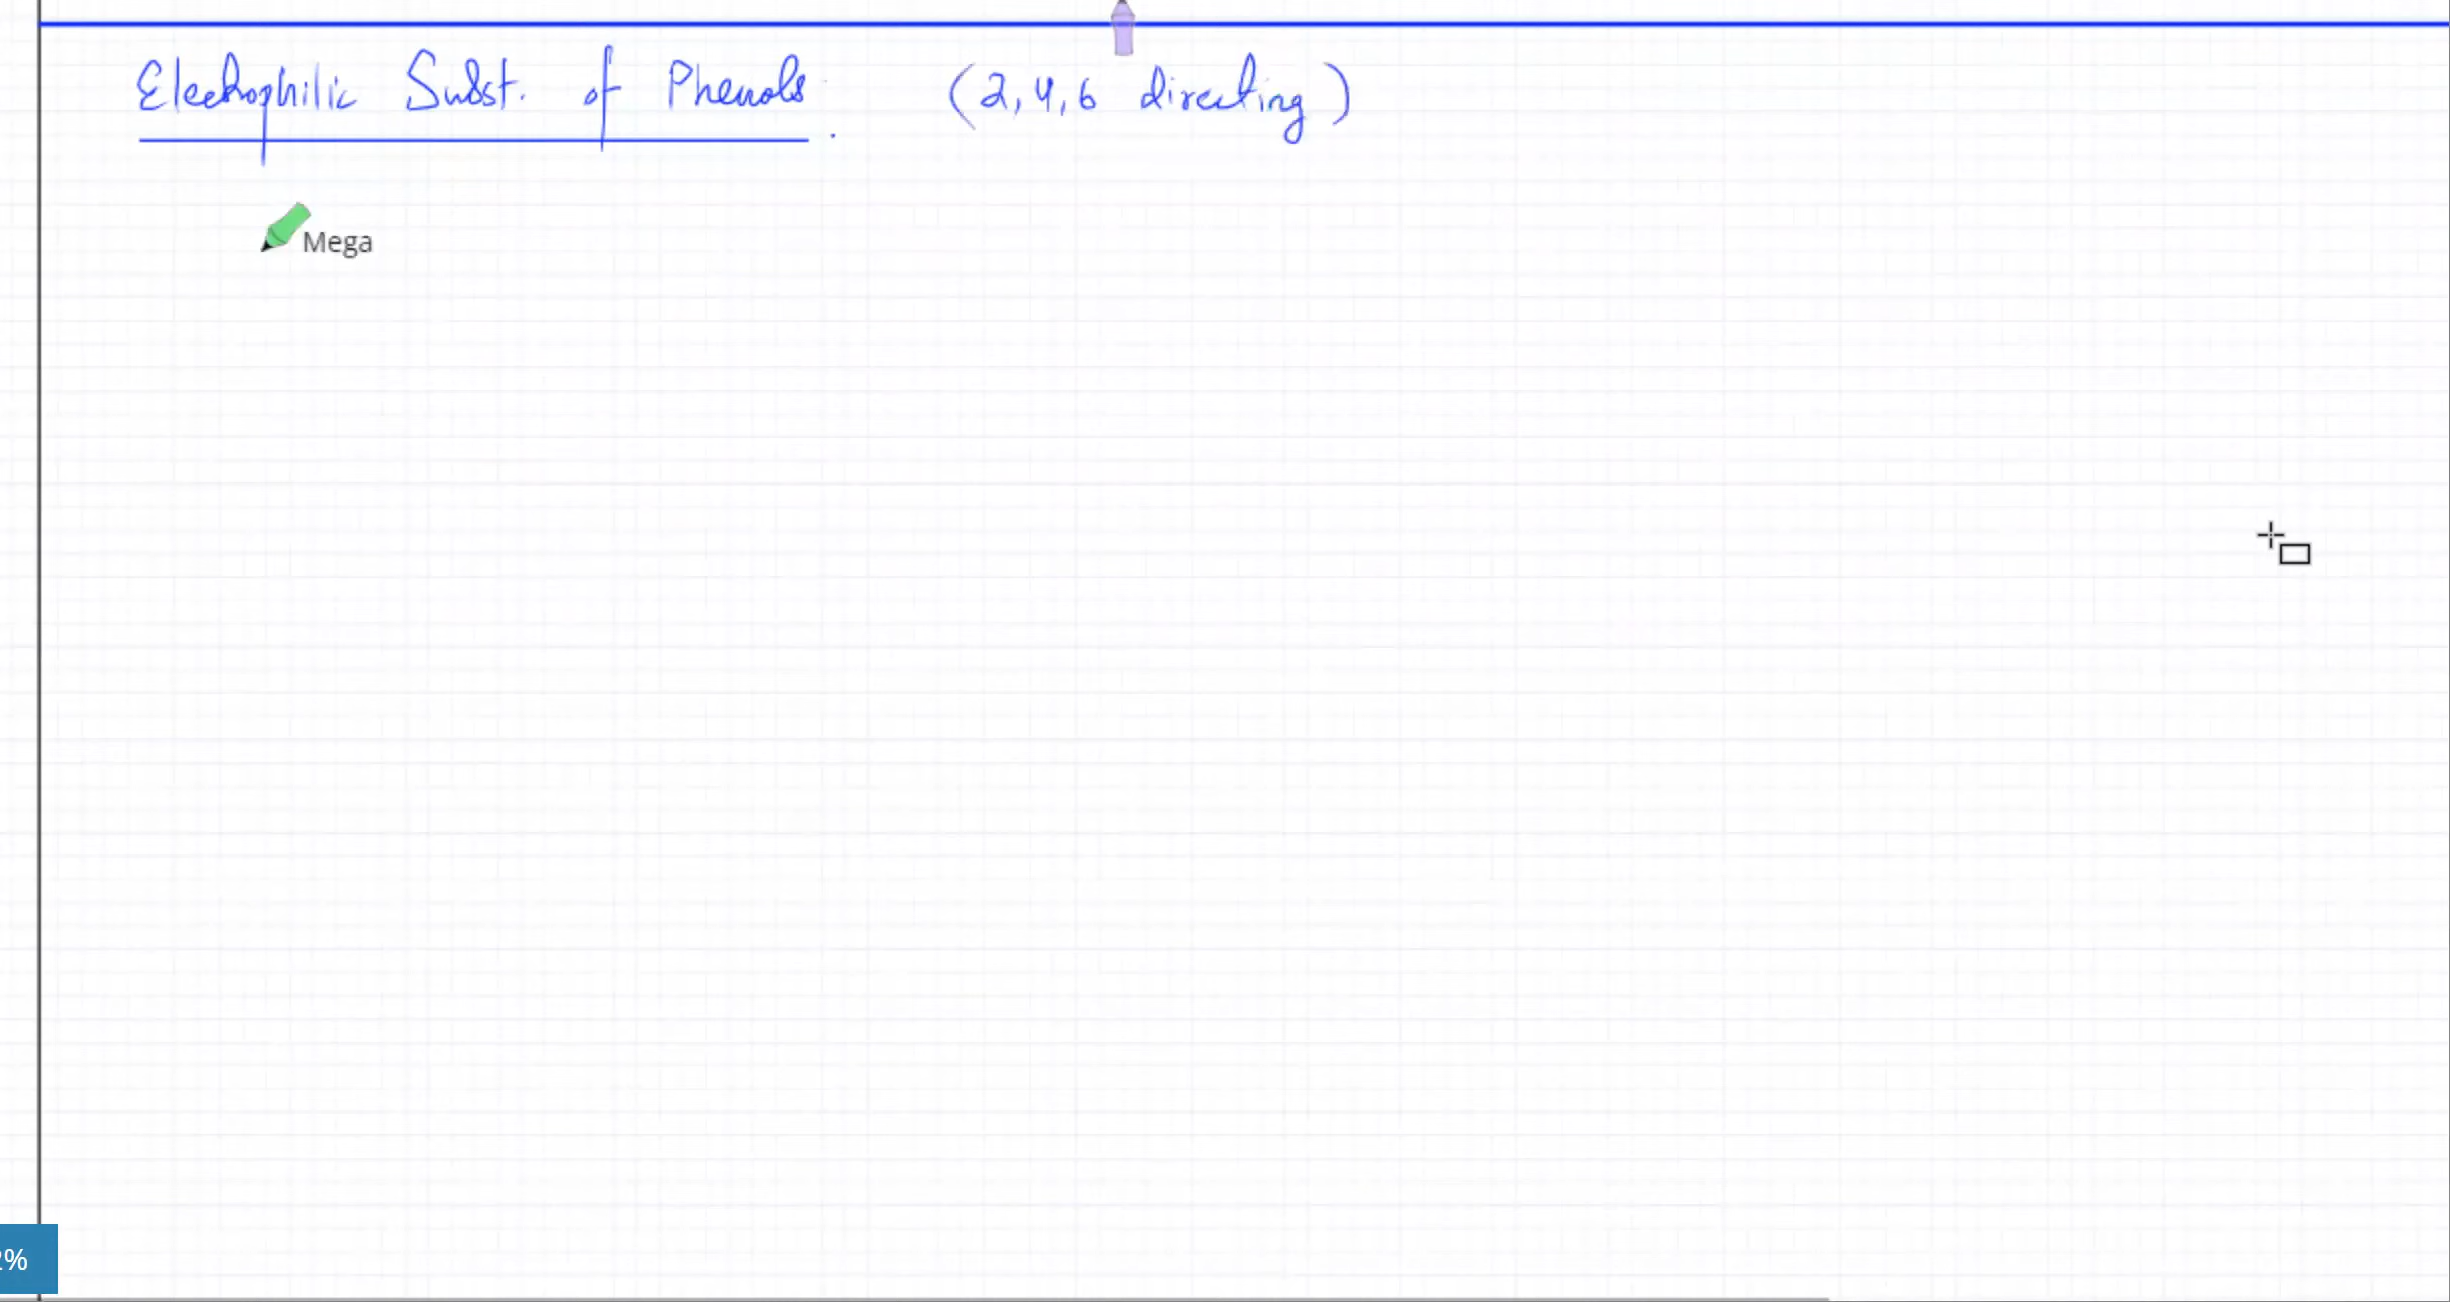 Electrophilic Subst. of Phenols. (2,4,6 directing)
Mega
2%